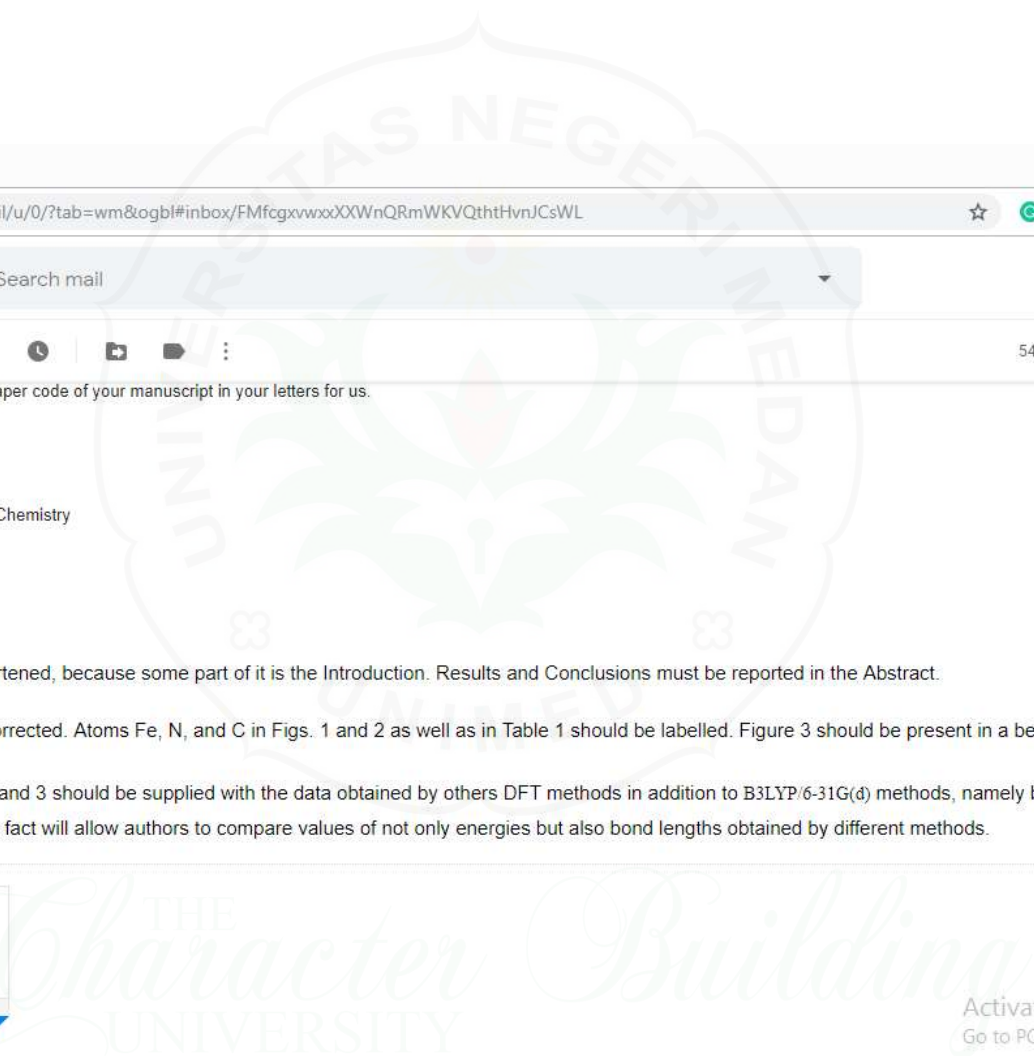 UNIVERSITAS NEGERI MEDAN
UNIMED
il/u/0/?tab=wm&ogbl#inbox/FMfcgxvwxxXXWnQRmWKVQthtHvnJCsWL
Search mail
54
aper code of your manuscript in your letters for us.
Chemistry
rtened, because some part of it is the Introduction. Results and Conclusions must be reported in the Abstract.
orrected. Atoms Fe, N, and C in Figs. 1 and 2 as well as in Table 1 should be labelled. Figure 3 should be present in a be
and 3 should be supplied with the data obtained by others DFT methods in addition to B3LYP/6-31G(d) methods, namely b
fact will allow authors to compare values of not only energies but also bond lengths obtained by different methods.
THE
Character Building
UNIVERSITY
Activa
Go to PC